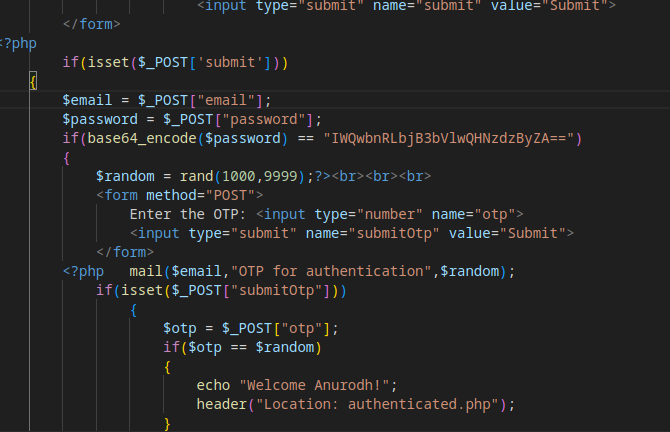 <input type="submit" name="submit" value="Submit">
</form>
<?php
if(isset($_POST['submit']))
{
$email = $_POST["email"];
$password = $_POST["password"];
if(base64_encode($password) == "IWQwbnRLbjB3bVlwQHNzdzByZA==")
{
$random = rand(1000,9999);?><br><br><br>
<form method="POST">
Enter the OTP: <input type="number" name="otp">
<input type="submit" name="submitOtp" value="Submit">
</form>
<?php mail($email,"OTP for authentication",$random);
if(isset($_POST["submitOtp"]))
{
$otp = $_POST["otp"];
if($otp == $random)
{
echo "Welcome Anurodh!";
header("Location: authenticated.php");
}